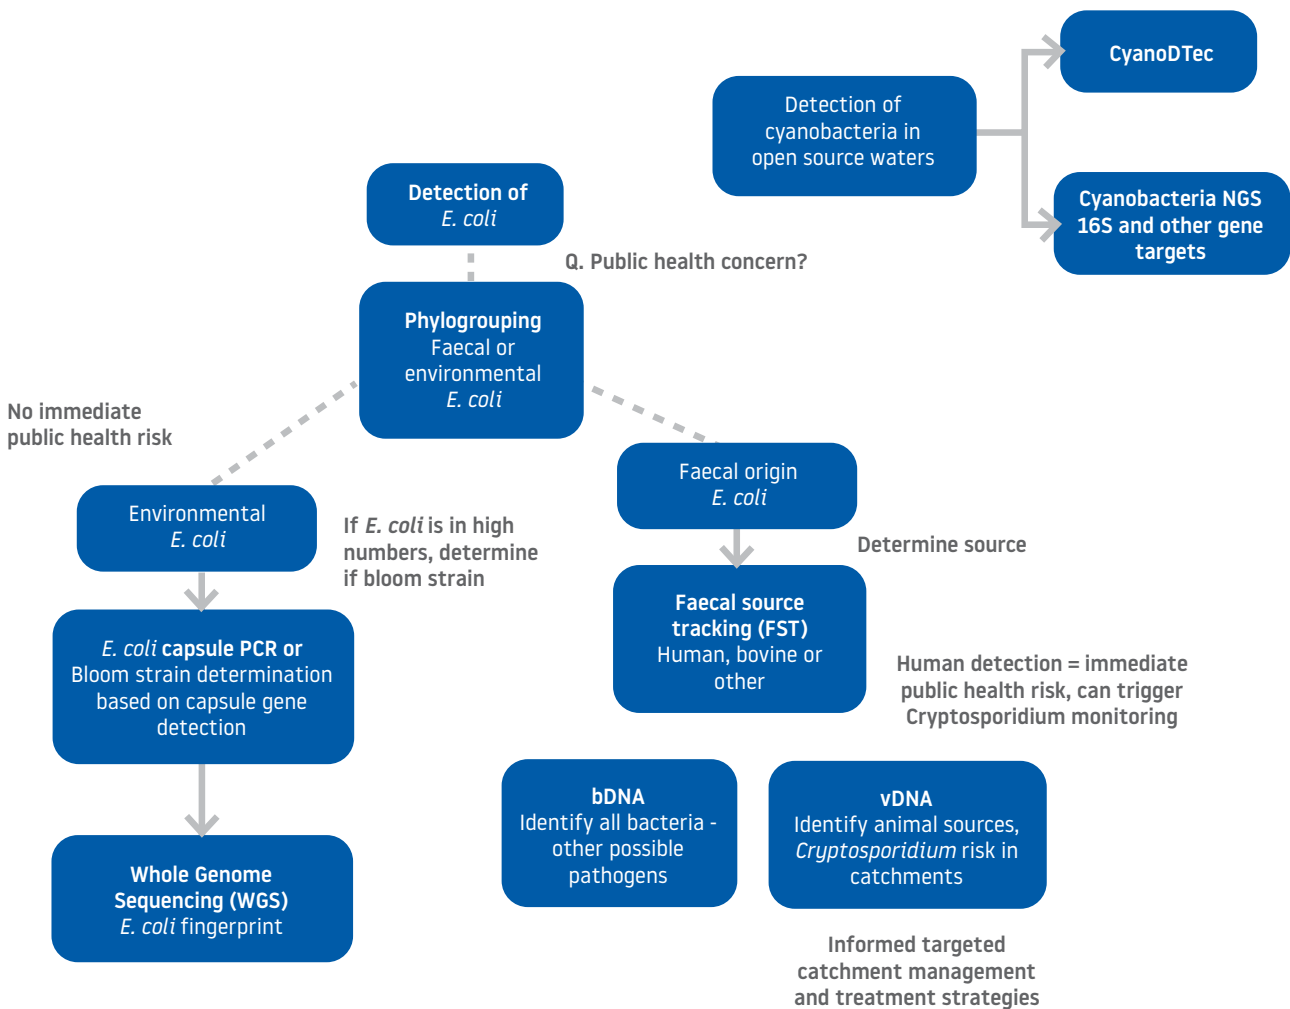 CyanoDTec
Detection of
cyanobacteria in
open source waters
Cyanobacteria NGS
16S and other gene
targets
Detection of
E. coli
Q. Public health concern?
Phylogrouping
Faecal or
environmental
E. coli
No immediate
public health risk
Faecal origin
E. coli
Environmental
E. coli
If E. coli is in high
numbers, determine
if bloom strain
Determine source
Faecal source
tracking (FST)
Human, bovine or
other
E. coli capsule PCR or
Bloom strain determination
based on capsule gene
detection
Human detection = immediate
public health risk, can trigger
Cryptosporidium monitoring
bDNA
Identify all bacteria -
other possible
pathogens
vDNA
Identify animal sources,
Cryptosporidium risk in
catchments
Whole Genome
Sequencing (WGS)
E. coli fingerprint
Informed targeted
catchment management
and treatment strategies